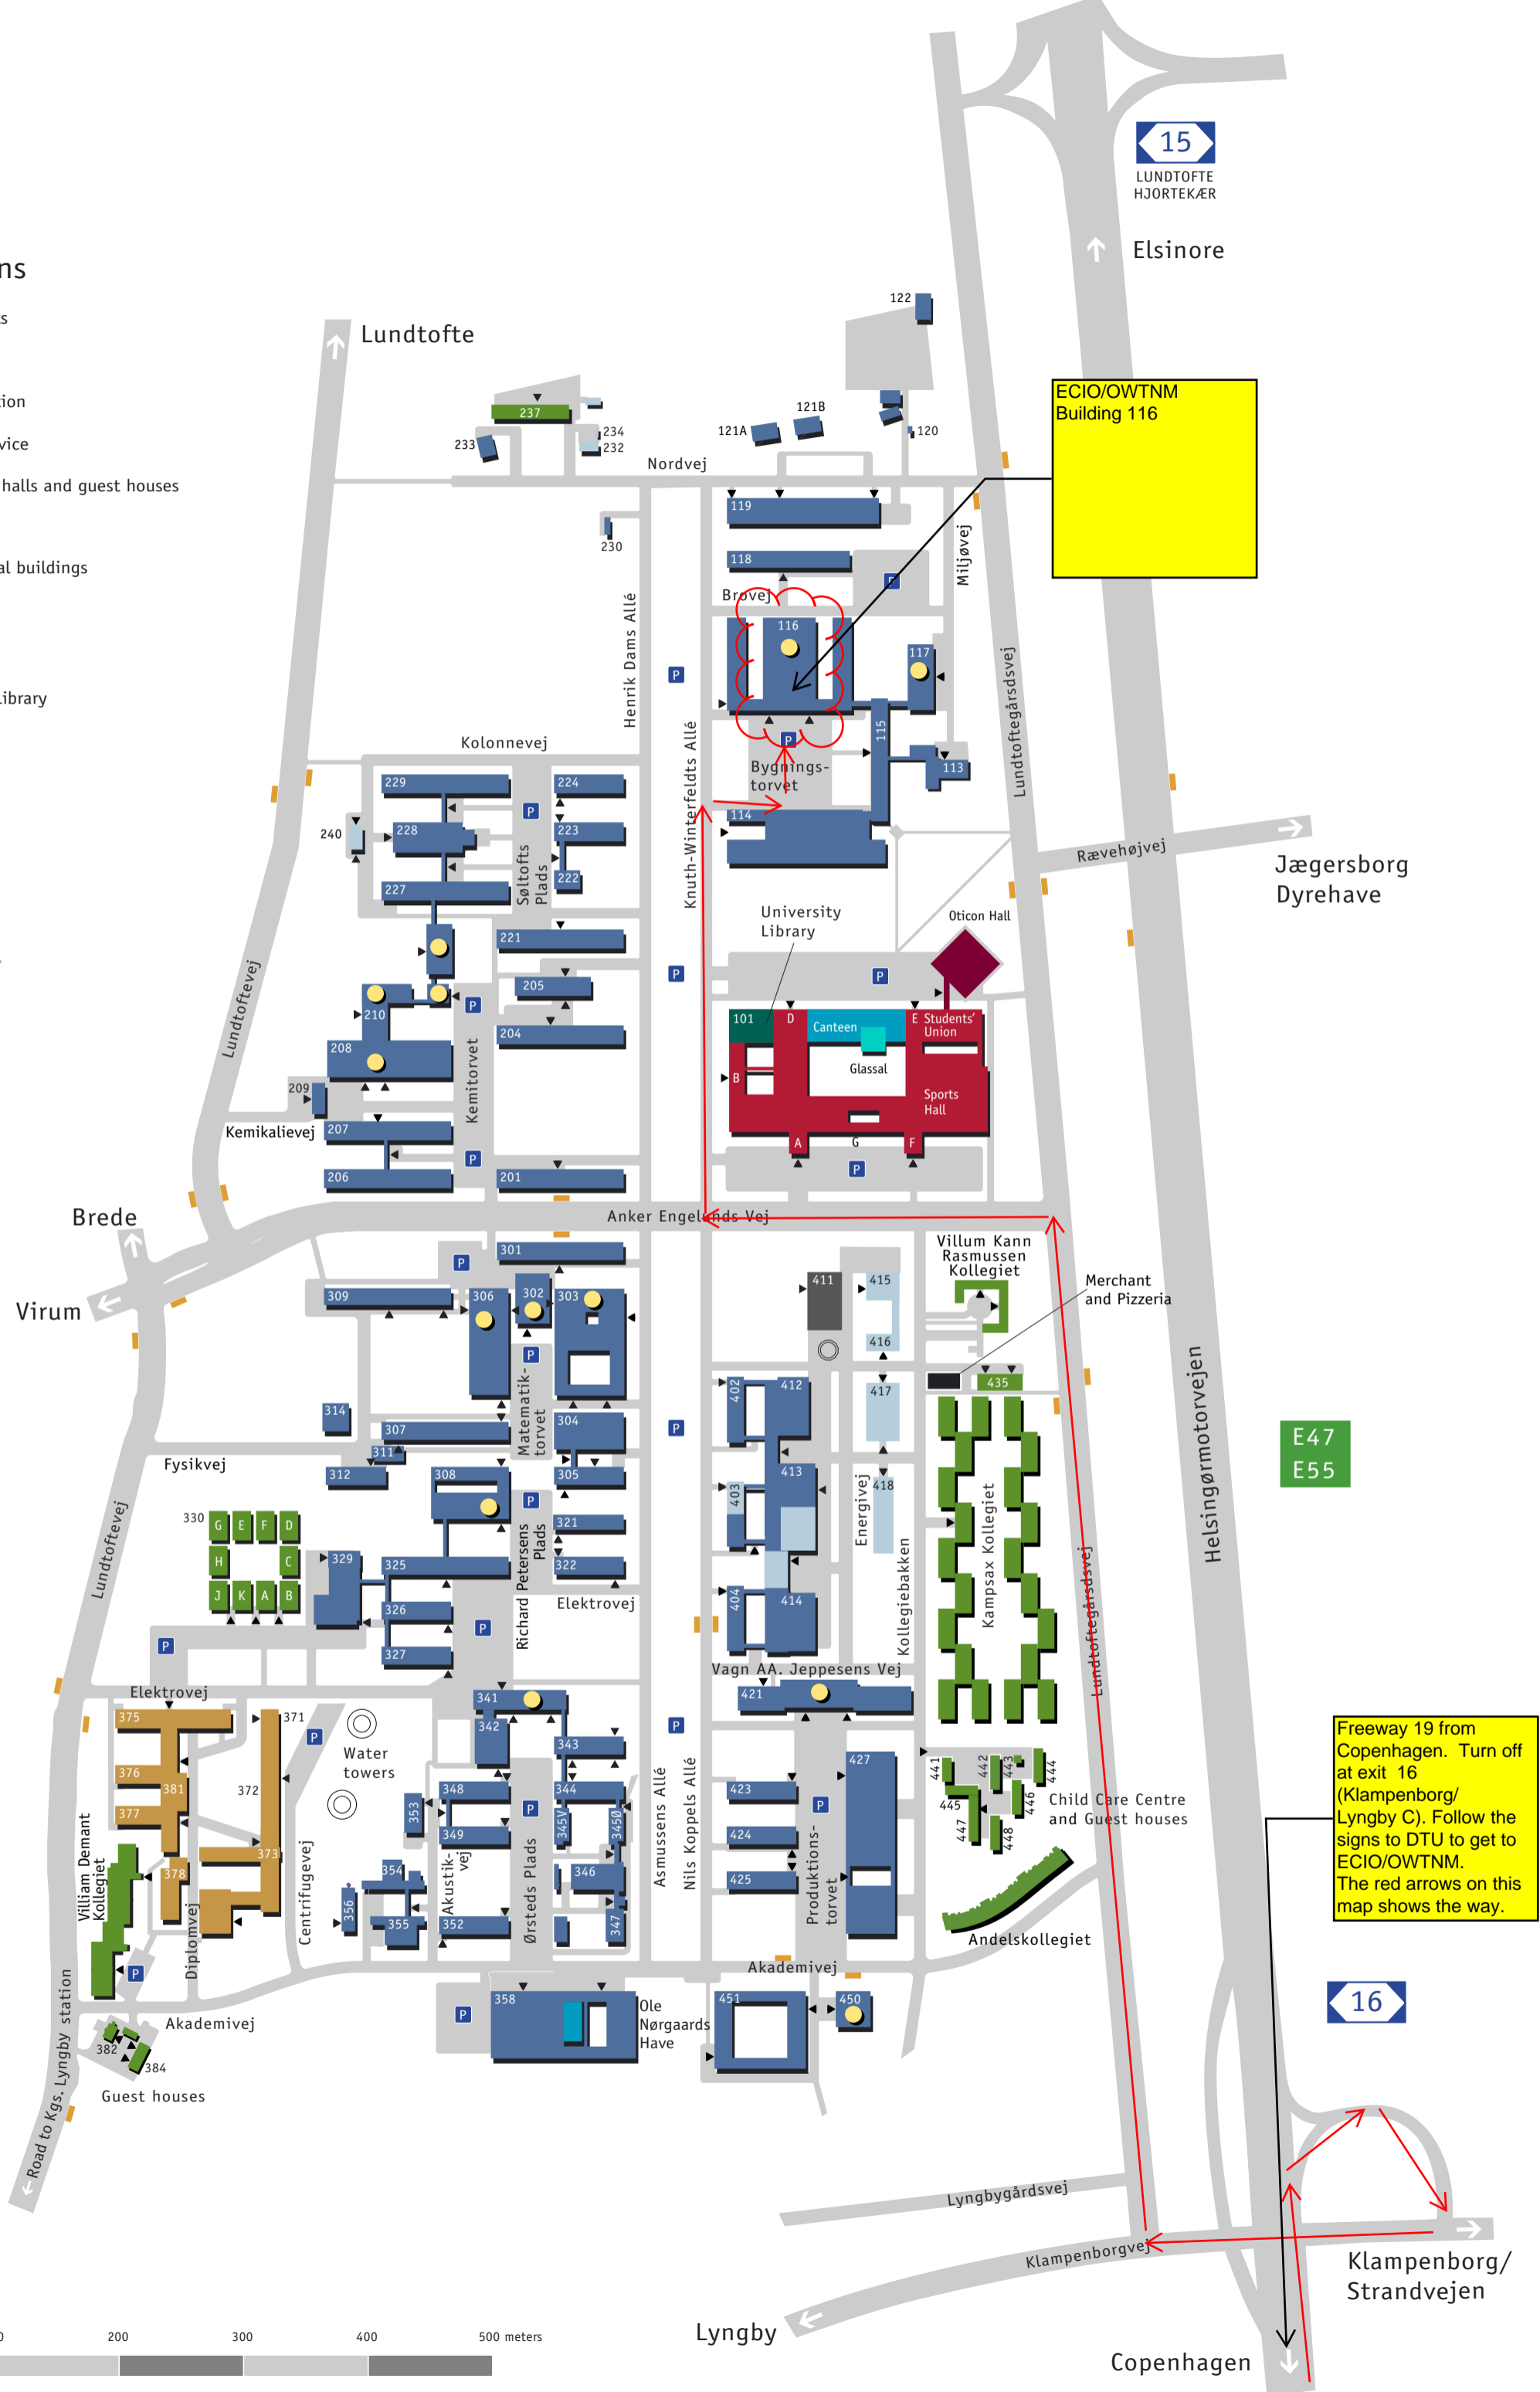 15
LUNDTOFTE
HJORTEKÆR
Elsinore
ns
s
Lundtofte
ion
vice
halls and guest houses
al buildings
ibrary
122
237
234
232
233
121A
121B
120
ECIO/OWTNM
Building 116
Nordvej
119
230
118
P
Miljøvej
Brovej
Henrik Dams Allé
116
117
P
115
P
Bygnings-
torvet
113
114
Knuth-Winterfeldts Allé
Lundtoftegårdsvej
Kolonnevej
229
224
P
240
228
223
Søltofts
Plads
222
227
Rævehøjvej
Jægersborg
Dyrehave
University
Library
Oticon Hall
221
P
P
205
P
210
204
208
Lundtoftevej
Kemitorvet
209
Kemikalievej
207
206
P
201
101
D
Canteen
E
Students'
Union
Glassal
B
Sports
Hall
A
G
F
P
Brede
Anker Engelunds Vej
Virum
301
P
309
306
302
303
P
Matematik-
torvet
314
307
304
311
312
308
305
P
Fysikvej
Villum Kann
Rasmussen
Kollegiet
Merchant
and Pizzeria
411
415
416
435
402
412
417
P
413
403
418
Energivej
Kollegiebakken
Kampsax Kollegiet
404
414
Helsingørmotorvejen
E47
E55
Lundtoftevej
330
G
E
F
D
H
C
J
K
A
B
329
325
321
322
Richard Petersens
Plads
326
327
P
Elektrovej
P
Elektrovej
Vagn AA. Jeppesens Vej
421
Lundtoftegårdsvej
375
371
376
381
377
372
373
378
P
Water
towers
341
342
343
P
427
348
344
353
349
345V
345Ø
P
423
P
424
425
Produktions-
torvet
354
346
356
355
352
347
Akustik-
vej
Ørsteds Plads
Asmussens Allé
Nils Koppels Allé
Centrifugevej
Diplomvej
Villiam Demant
Kollegiet
441
442
443
444
445
446
447
448
Child Care Centre
and Guest houses
Andelskollegiet
Freeway 19 from
Copenhagen. Turn off
at exit 16
(Klampenborg/
Lyngby C). Follow the
signs to DTU to get to
ECIO/OWTNM.
The red arrows on this
map shows the way.
16
P
Akademivej
Akademivej
P
358
Ole
Nørgaards
Have
451
450
382
384
Guest houses
Road to Kgs. Lyngby station
Lyngbygårdsvej
Klampenborgvej
Klampenborg/
Strandvejen
Lyngby
Copenhagen
0
200
300
400
500 meters